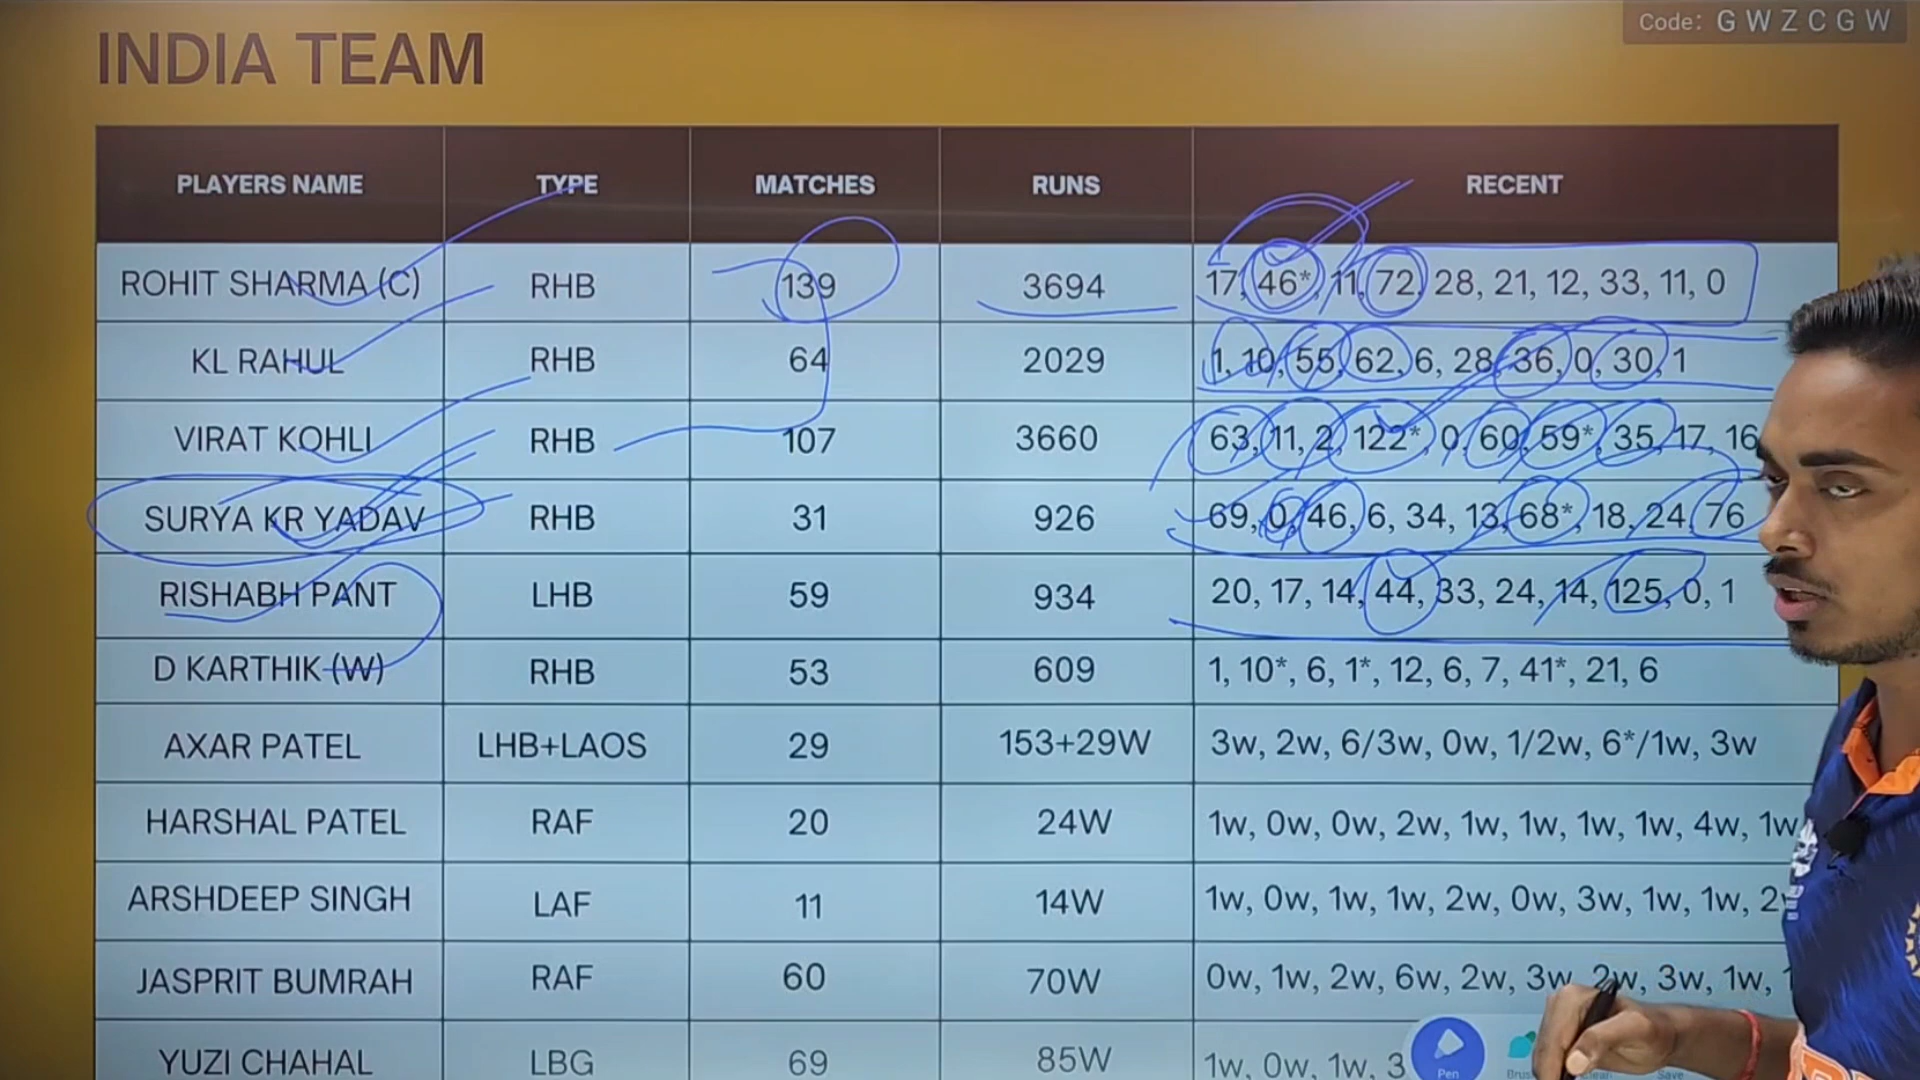 Code: G W Z C G W
INDIA TEAM
PLAYERS NAME TYPE MATCHES RUNS RECENT
ROHIT SHARMA (C) RHB 139 3694 17, 46*, 11, 72, 28, 21, 12, 33, 11, 0
KL RAHUL RHB 64 2029 1, 10, 55, 62, 6, 28, 36, 0, 30, 1
VIRAT KOHLI RHB 107 3660 63, 11, 2, 122*, 0, 60, 59*, 35, 17, 16
SURYA KR YADAV RHB 31 926 69, 0, 46, 6, 34, 13, 68*, 18, 24, 76
RISHABH PANT LHB 59 934 20, 17, 14, 44, 33, 24, 14, 125, 0, 1
D KARTHIK (W) RHB 53 609 1, 10*, 6, 1*, 12, 6, 7, 41*, 21, 6
AXAR PATEL LHB+LAOS 29 153+29W 3w, 2w, 6/3w, 0w, 1/2w, 6*/1w, 3w
HARSHAL PATEL RAF 20 24W 1w, 0w, 0w, 2w, 1w, 1w, 1w, 1w, 4w, 1w
ARSHDEEP SINGH LAF 11 14W 1w, 0w, 1w, 1w, 2w, 0w, 3w, 1w, 1w,
JASPRIT BUMRAH RAF 60 70W 0w, 1w, 2w, 6w, 2w, 3w, 2w, 3w, 1w,
YUZI CHAHAL LBG 69 85W 1w, 0w, 1w, 3
Pen Save